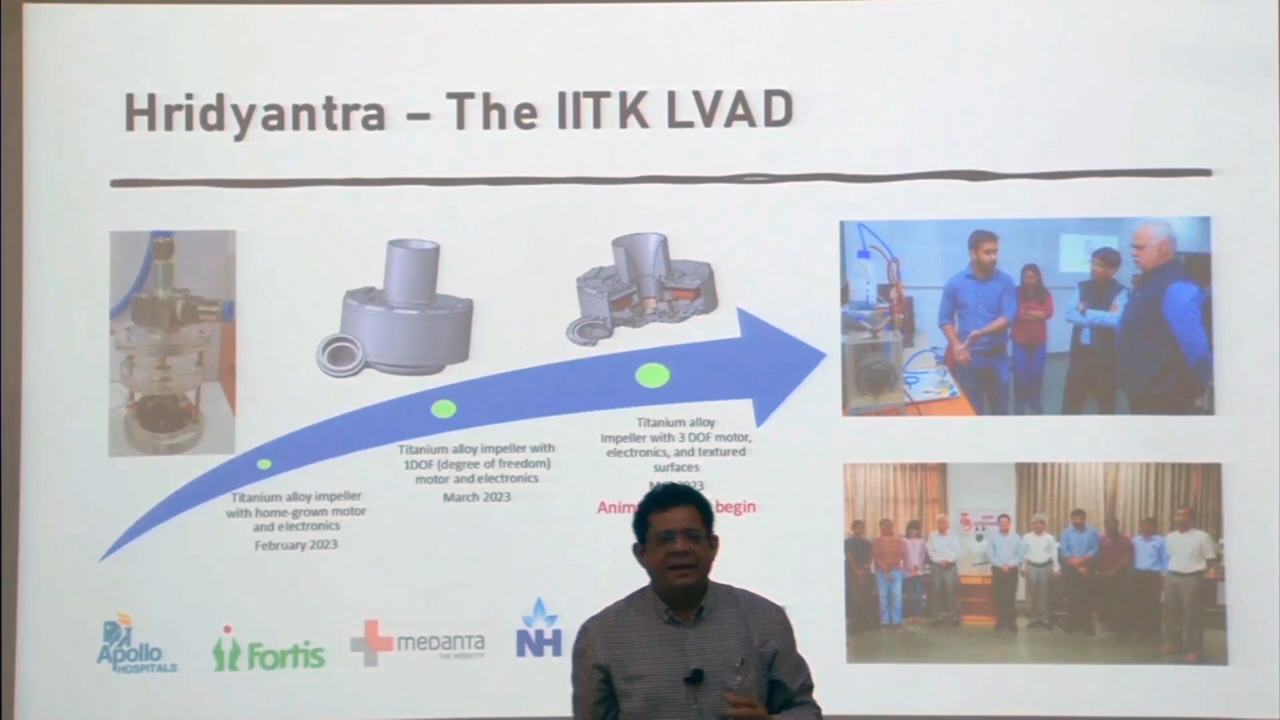 Hridyantra – The IITK LVAD
Titanium alloy impeller
with home-grown motor
and electronics
February 2023
Titanium alloy impeller with
1DOF (degree of freedom)
motor and electronics
March 2023
Titanium alloy
Impeller with 3 DOF motor,
electronics, and textured
surfaces
begin
Apollo
HOSPITALS
Fortis
medanta
THE MEDICITY
NH